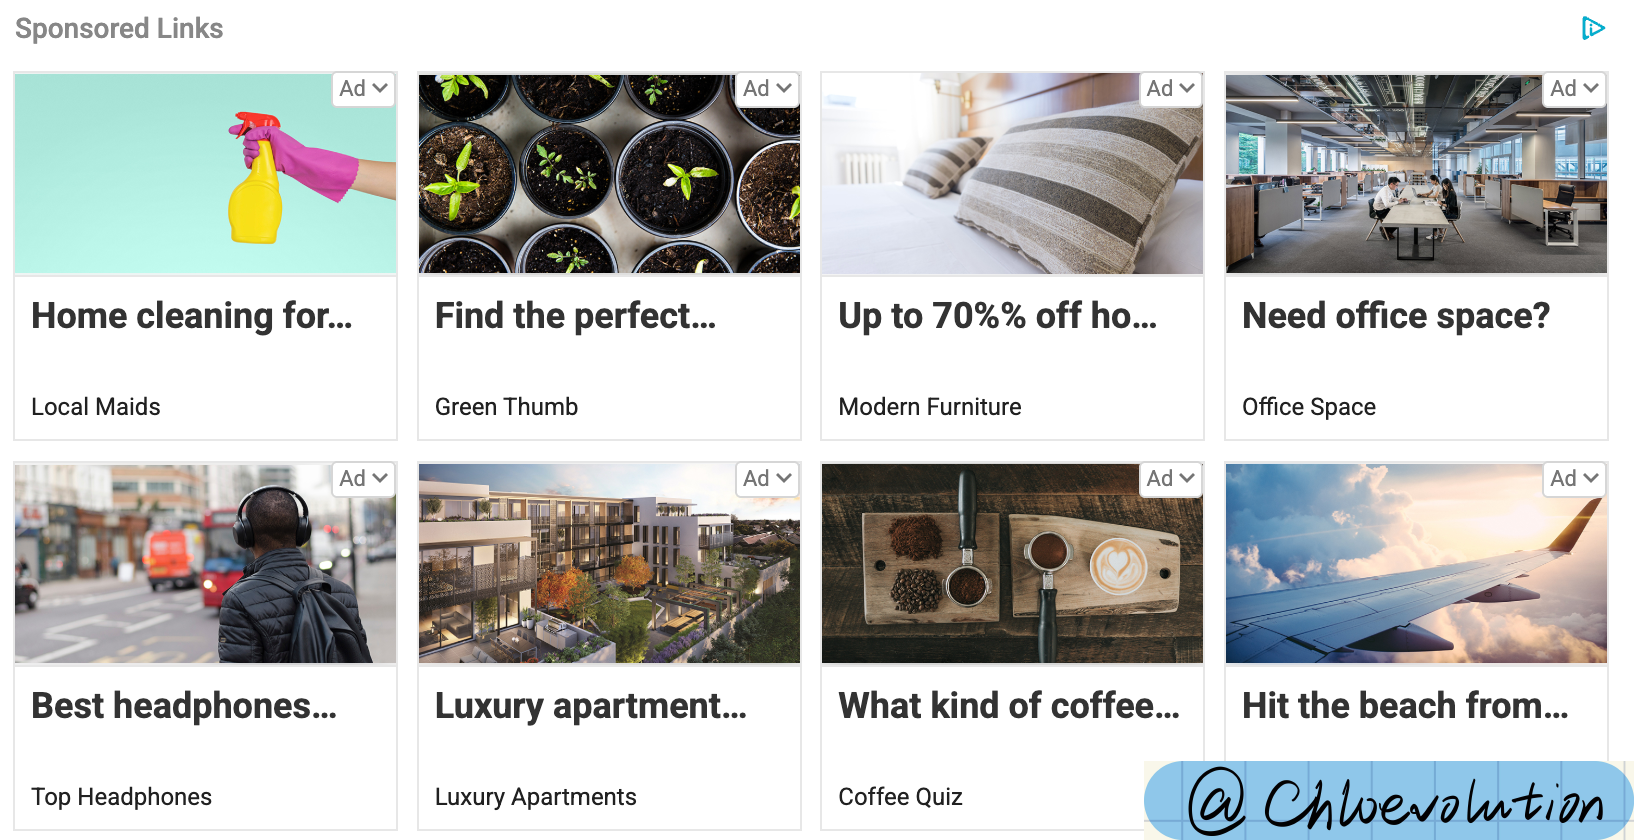 Sponsored Links
Ad
Ad
Ad
Ad
Home cleaning for...
Find the perfect...
Up to 70%% off ho...
Need office space?
Local Maids
Green Thumb
Modern Furniture
Office Space
Ad
Ad
Ad
Ad
Best headphones...
Luxury apartment...
What kind of coffee...
Hit the beach from...
Top Headphones
Luxury Apartments
Coffee Quiz
@Chloevolution